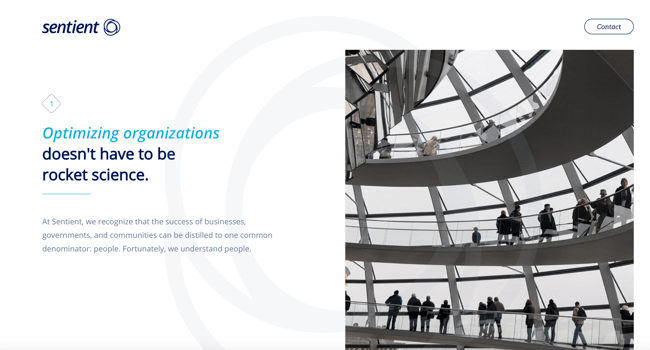 sentient
Contact
1
Optimizing organizations
doesn't have to be
rocket science.
At Sentient, we recognize that the success of businesses,
governments, and communities can be distilled to one common
denominator: people. Fortunately, we understand people.